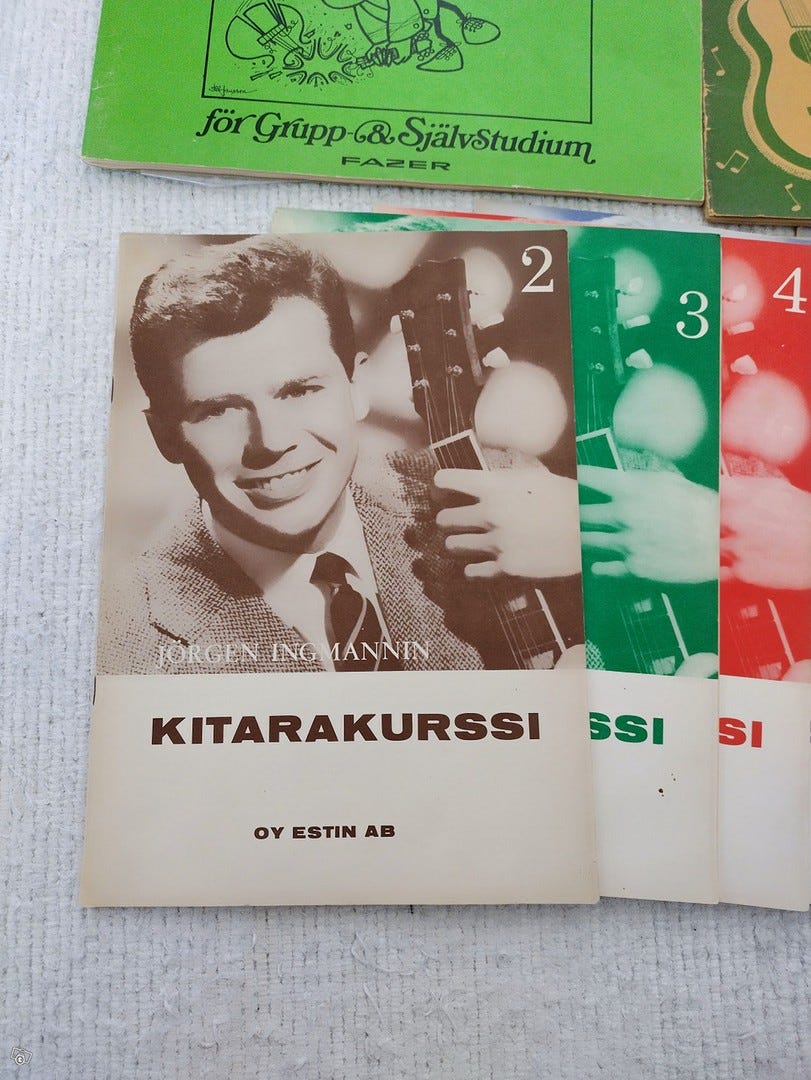 för Grupp-& Självstudium
FAZER
2
JÖRGEN INGMANNIN
KITARAKURSSI
OY ESTIN AB
3
SSI
4
SI